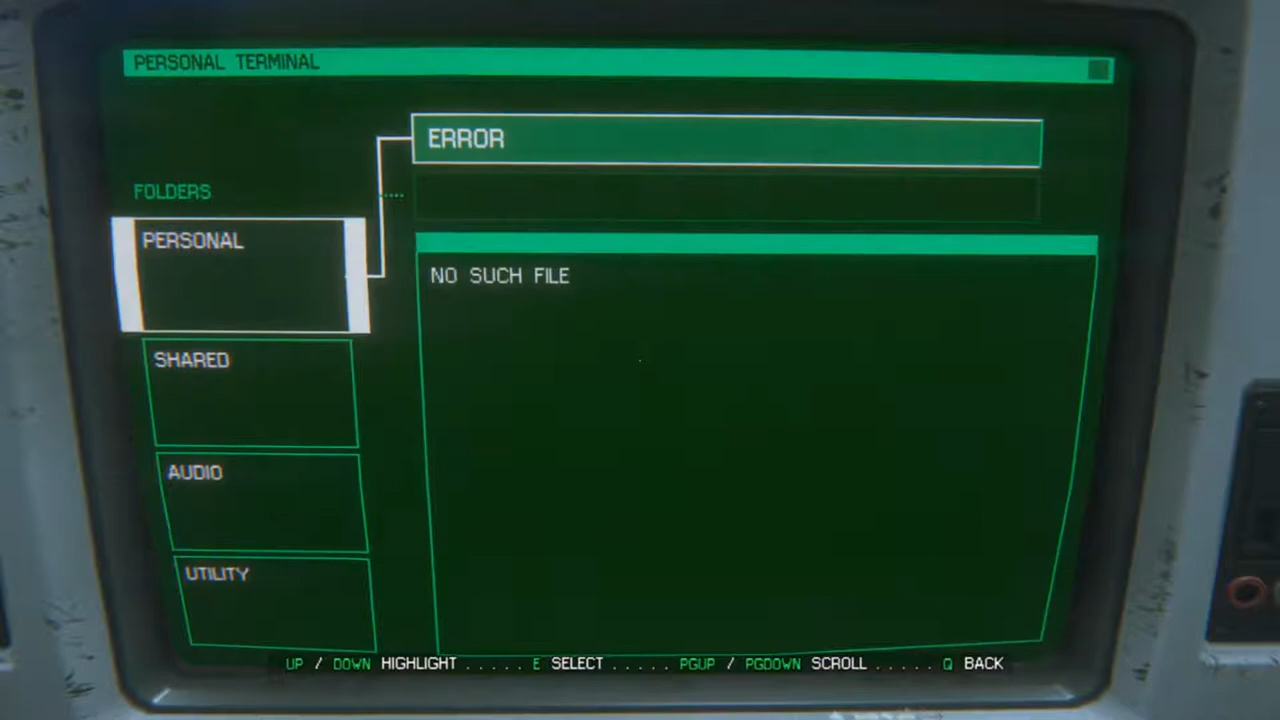 PERSONAL TERMINAL
ERROR
FOLDERS
PERSONAL
NO SUCH FILE
SHARED
AUDIO
UTILITY
UP / DOWN HIGHLIGHT ..... E SELECT ..... PGUP / PGDOWN SCROLL ..... Q BACK